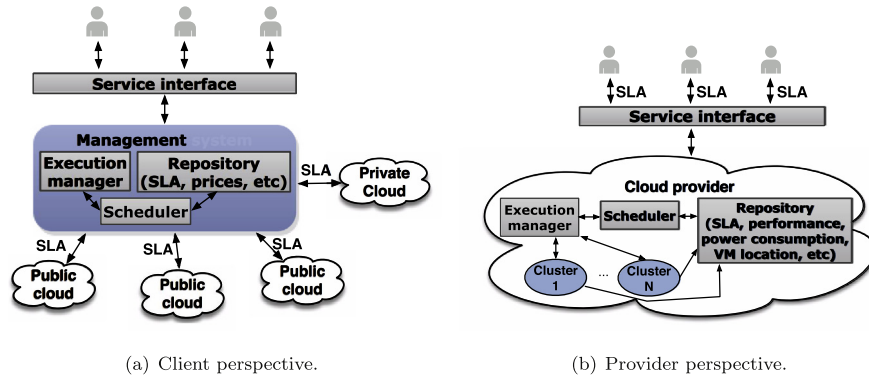 Service interface
Management system
Execution
manager
Repository
(SLA, prices, etc)
Scheduler
SLA
Private
Cloud
SLA
SLA
SLA
Public
cloud
Public
cloud
Public
cloud
(a) Client perspective.
SLA
SLA
SLA
Service interface
Cloud provider
Execution
manager
Scheduler
Repository
(SLA, performance,
power consumption,
VM location, etc)
Cluster
1
...
Cluster
N
(b) Provider perspective.